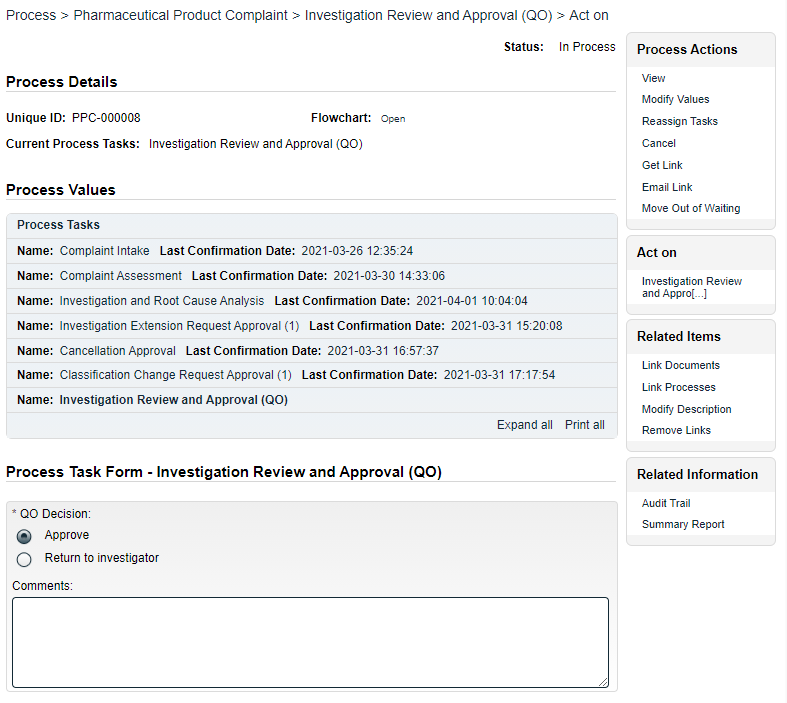 Process > Pharmaceutical Product Complaint > Investigation Review and Approval (QO) > Act on
Status: In Process
Process Details
Unique ID: PPC-000008 Flowchart: Open
Current Process Tasks: Investigation Review and Approval (QO)
Process Values
Process Tasks
Name: Complaint Intake Last Confirmation Date: 2021-03-26 12:35:24
Name: Complaint Assessment Last Confirmation Date: 2021-03-30 14:33:06
Name: Investigation and Root Cause Analysis Last Confirmation Date: 2021-04-01 10:04:04
Name: Investigation Extension Request Approval (1) Last Confirmation Date: 2021-03-31 15:20:08
Name: Cancellation Approval Last Confirmation Date: 2021-03-31 16:57:37
Name: Classification Change Request Approval (1) Last Confirmation Date: 2021-03-31 17:17:54
Name: Investigation Review and Approval (QO)
Expand all Print all
Process Task Form - Investigation Review and Approval (QO)
* QO Decision:
Approve
Return to investigator
Comments:
Process Actions
View
Modify Values
Reassign Tasks
Cancel
Get Link
Email Link
Move Out of Waiting
Act on
Investigation Review
and Appro[...]
Related Items
Link Documents
Link Processes
Modify Description
Remove Links
Related Information
Audit Trail
Summary Report